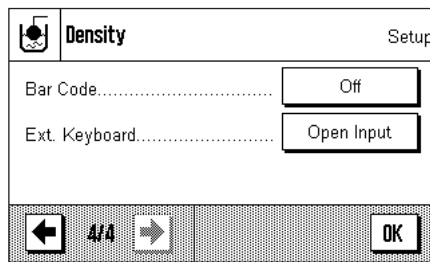 Density Setup
Bar Code.............................. Off
Ext. Keyboard........................ Open Input
4/4 OK